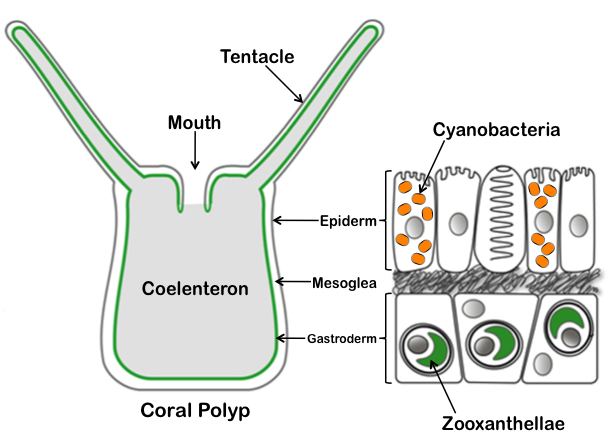 Tentacle
Mouth
Cyanobacteria
Epiderm
Mesoglea
Coelenteron
Gastroderm
Coral Polyp
Zooxanthellae